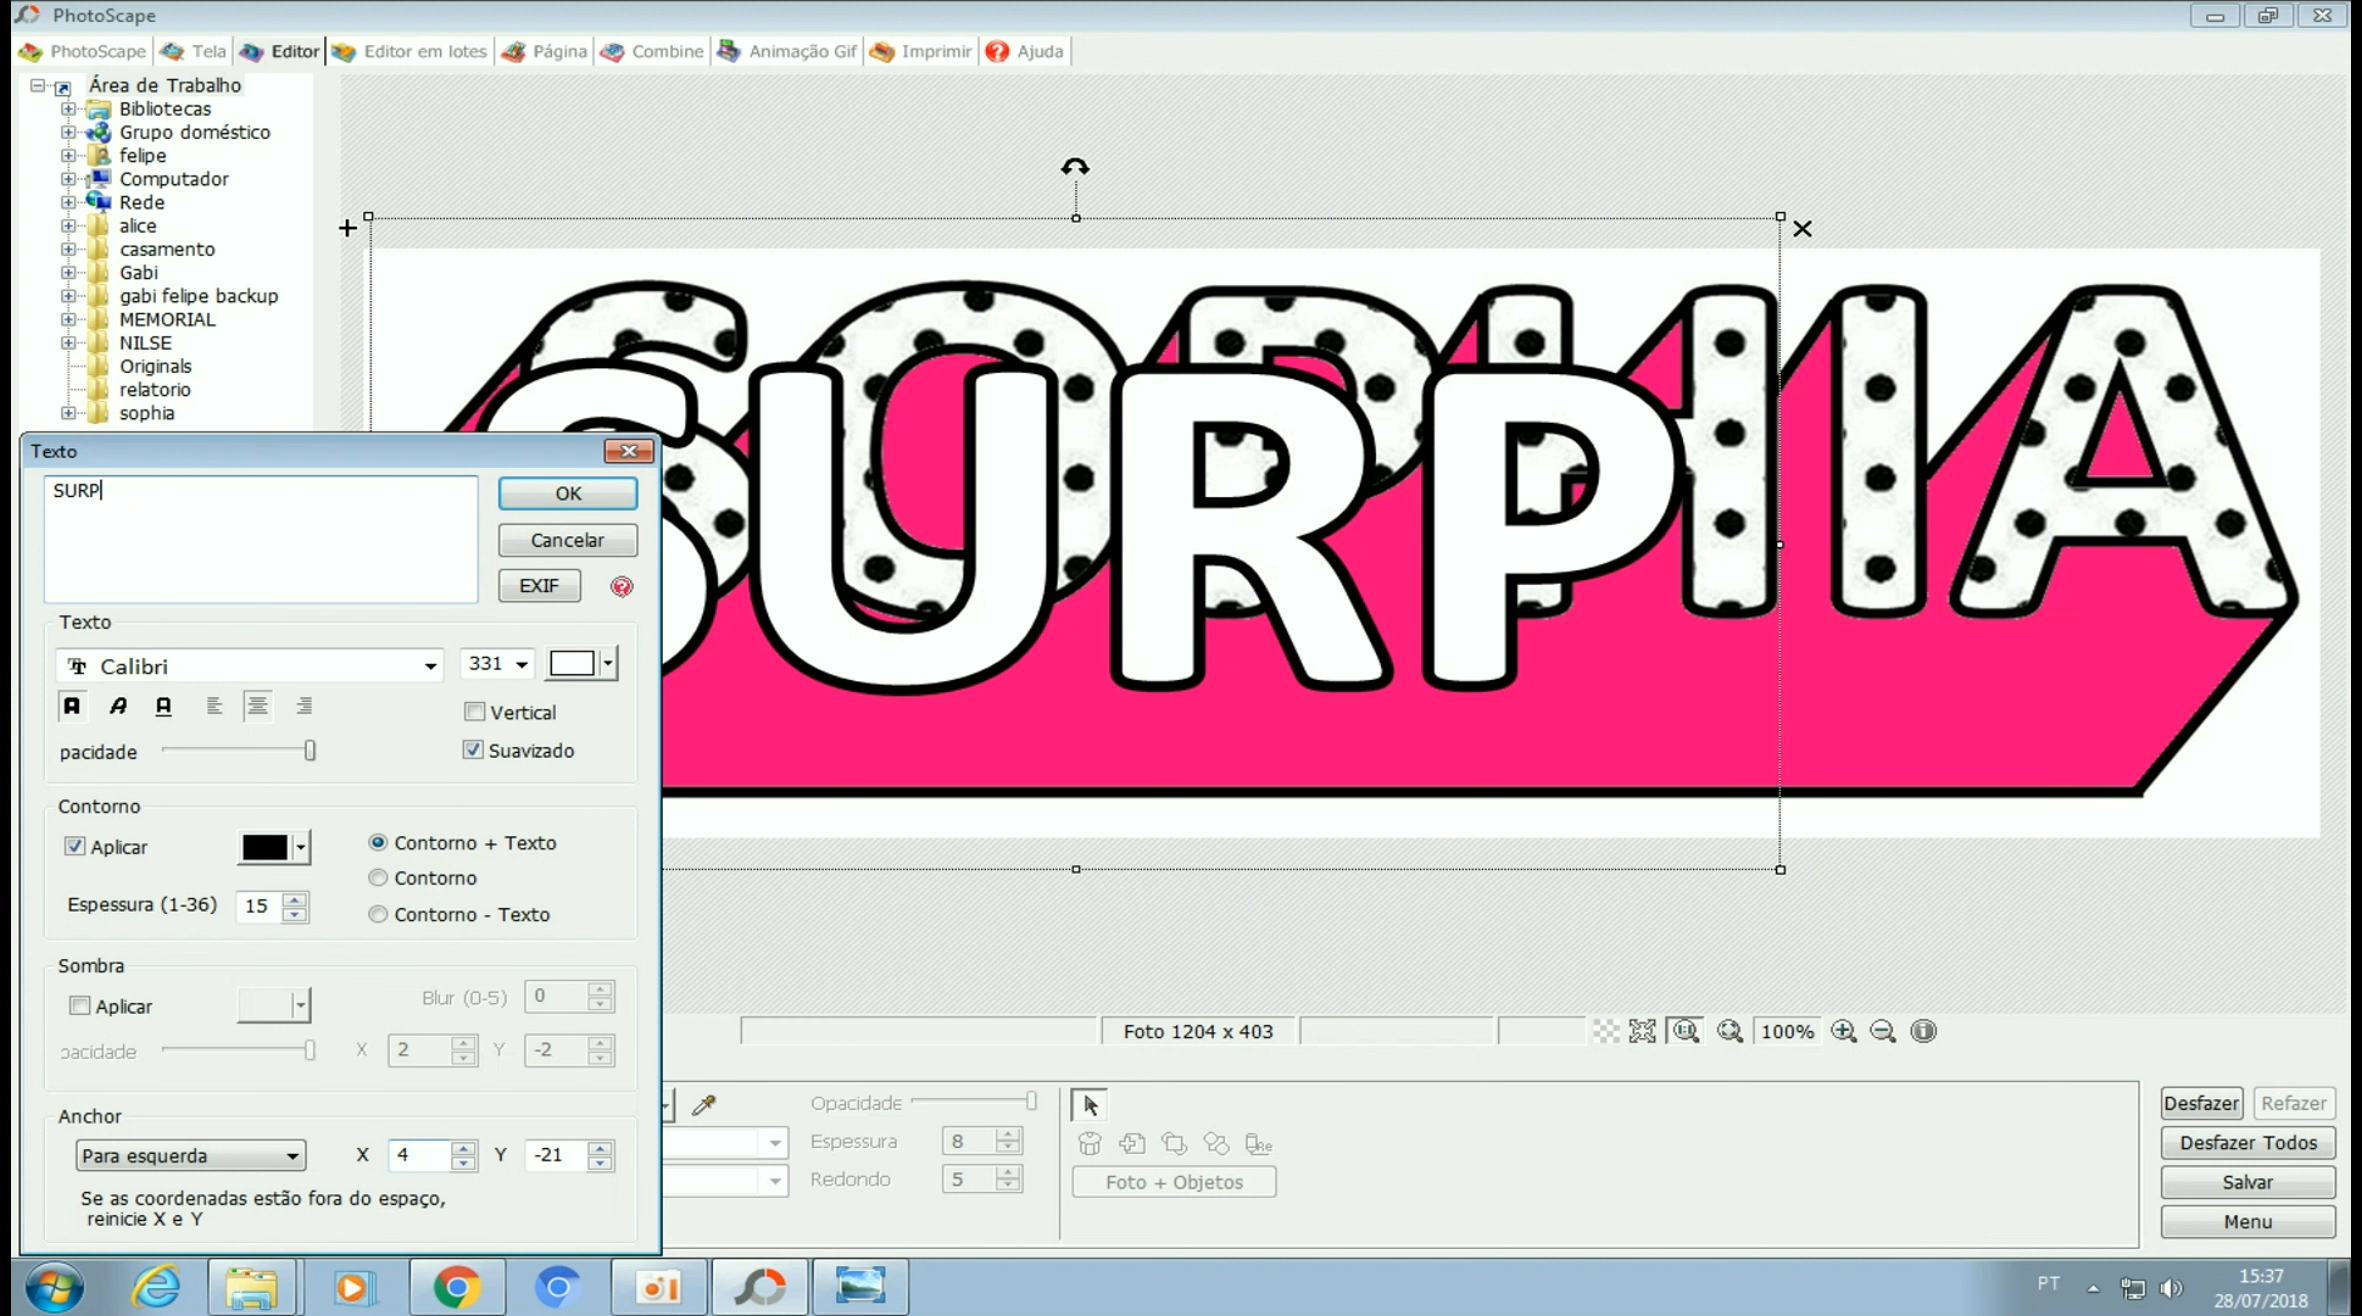 PhotoScape
PhotoScape Tela Editor Editor em lotes Página Combine Animação Gif Imprimir Ajuda
Área de Trabalho
Bibliotecas
Grupo doméstico
felipe
Computador
Rede
alice
casamento
Gabi
gabi felipe backup
MEMORIAL
NILSE
Originals
relatorio
sophia
SOPHIA
SURP
Texto
SURP
OK
Cancelar
EXIF
Texto
Calibri 331
Vertical
pacidade Suavizado
Contorno
Aplicar Contorno + Texto
Contorno
Espessura (1-36) 15 Contorno - Texto
Sombra
Aplicar Blur (0-5) 0
pacidade X 2 Y -2
Anchor
Para esquerda X 4 Y -21
Se as coordenadas estão fora do espaço,
reinicie X e Y
Foto 1204 x 403 100%
Opacidade
Espessura 8
Redondo 5
Foto + Objetos
Desfazer Refazer
Desfazer Todos
Salvar
Menu
PT 15:37
28/07/2018